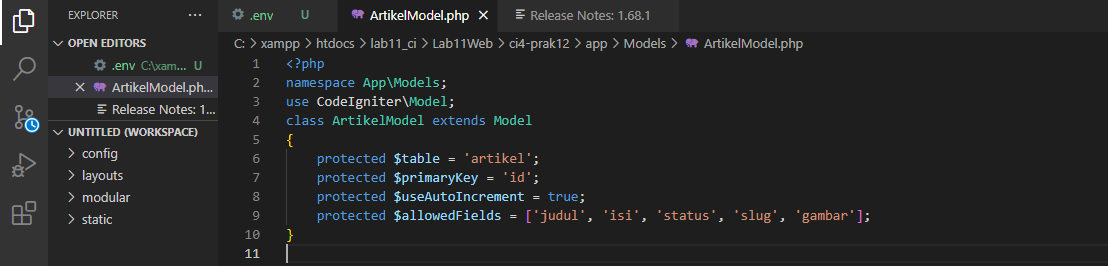 EXPLORER
OPEN EDITORS
.env C:\xam... U
ArtikelModel.ph...
Release Notes: 1...
UNTITLED (WORKSPACE)
config
layouts
modular
static
.env U
ArtikelModel.php
Release Notes: 1.68.1
C: > xampp > htdocs > lab11_ci > Lab11Web > ci4-prak12 > app > Models > ArtikelModel.php
1 <?php
2 namespace App\Models;
3 use CodeIgniter\Model;
4 class ArtikelModel extends Model
5 {
6 protected $table = 'artikel';
7 protected $primaryKey = 'id';
8 protected $useAutoIncrement = true;
9 protected $allowedFields = ['judul', 'isi', 'status', 'slug', 'gambar'];
10 }
11